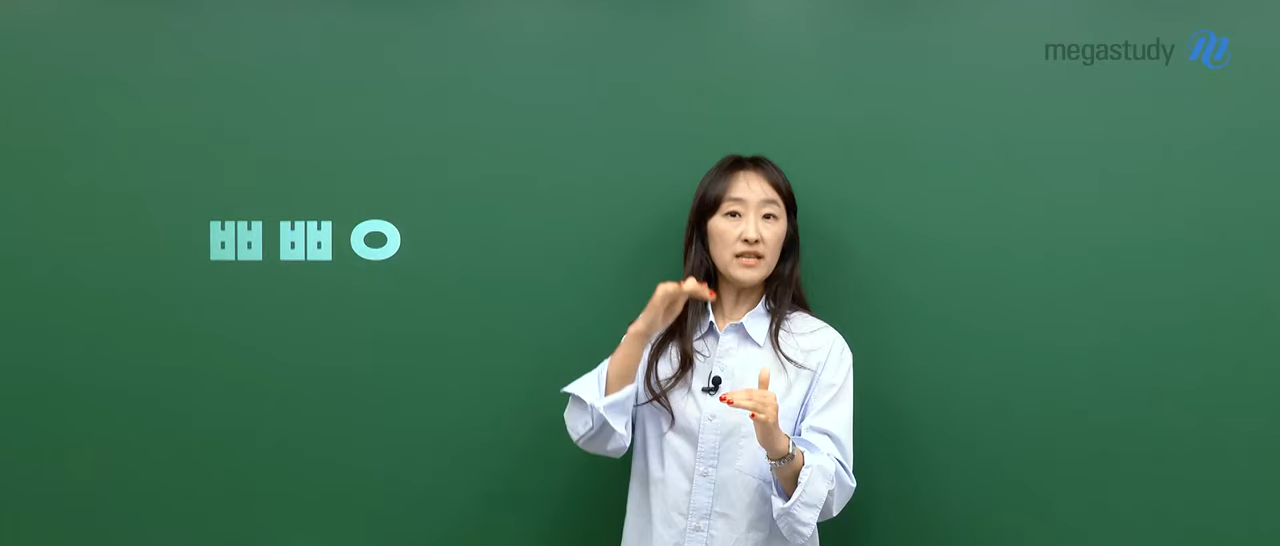 megastudy
ㅃ ㅃ ㅇ